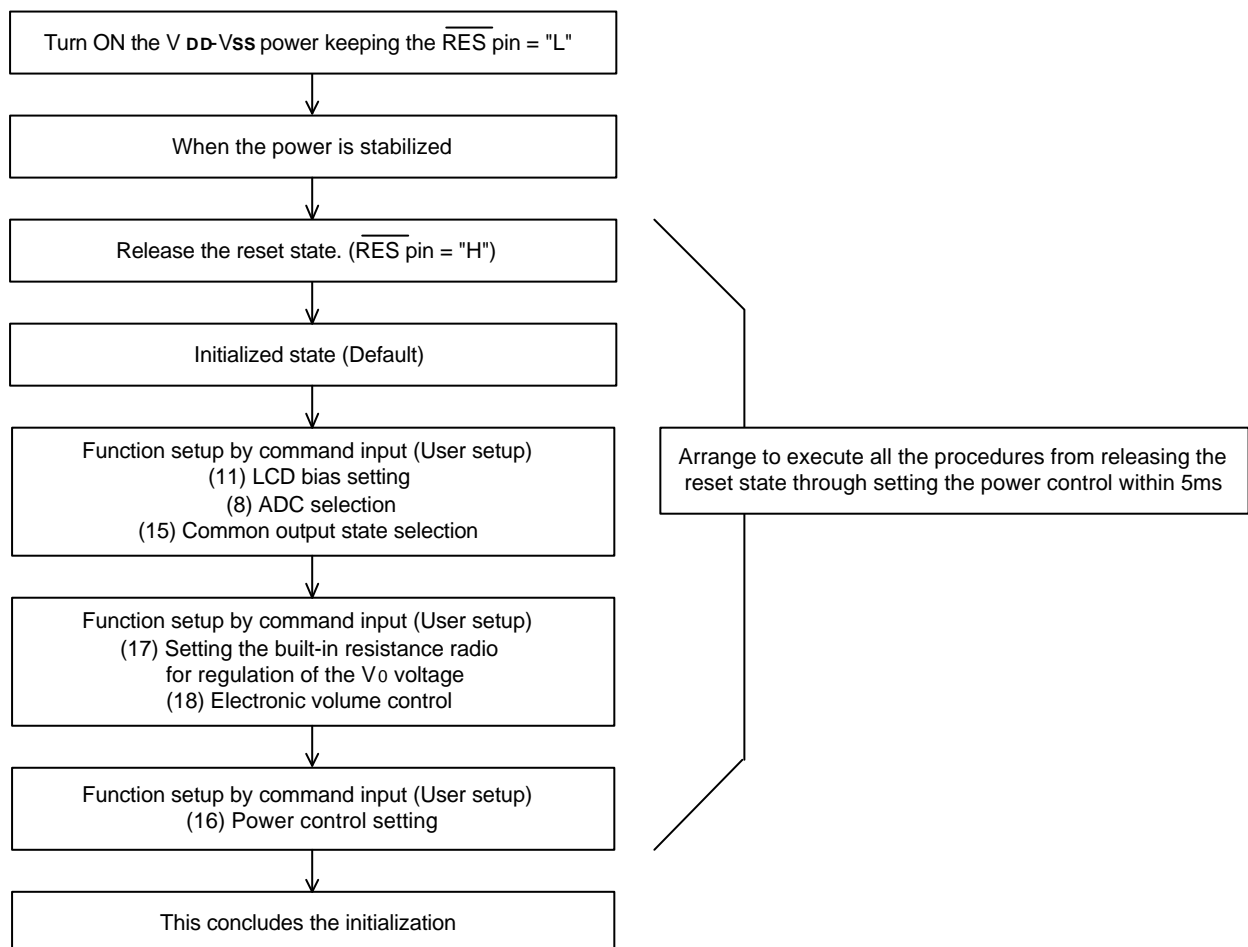 Turn ON the VDD-VSS power keeping the RES pin = "L"
When the power is stabilized
Release the reset state. (RES pin = "H")
Initialized state (Default)
Function setup by command input (User setup)
(11) LCD bias setting
(8) ADC selection
(15) Common output state selection
Arrange to execute all the procedures from releasing the
reset state through setting the power control within 5ms
Function setup by command input (User setup)
(17) Setting the built-in resistance radio
for regulation of the V0 voltage
(18) Electronic volume control
Function setup by command input (User setup)
(16) Power control setting
This concludes the initialization